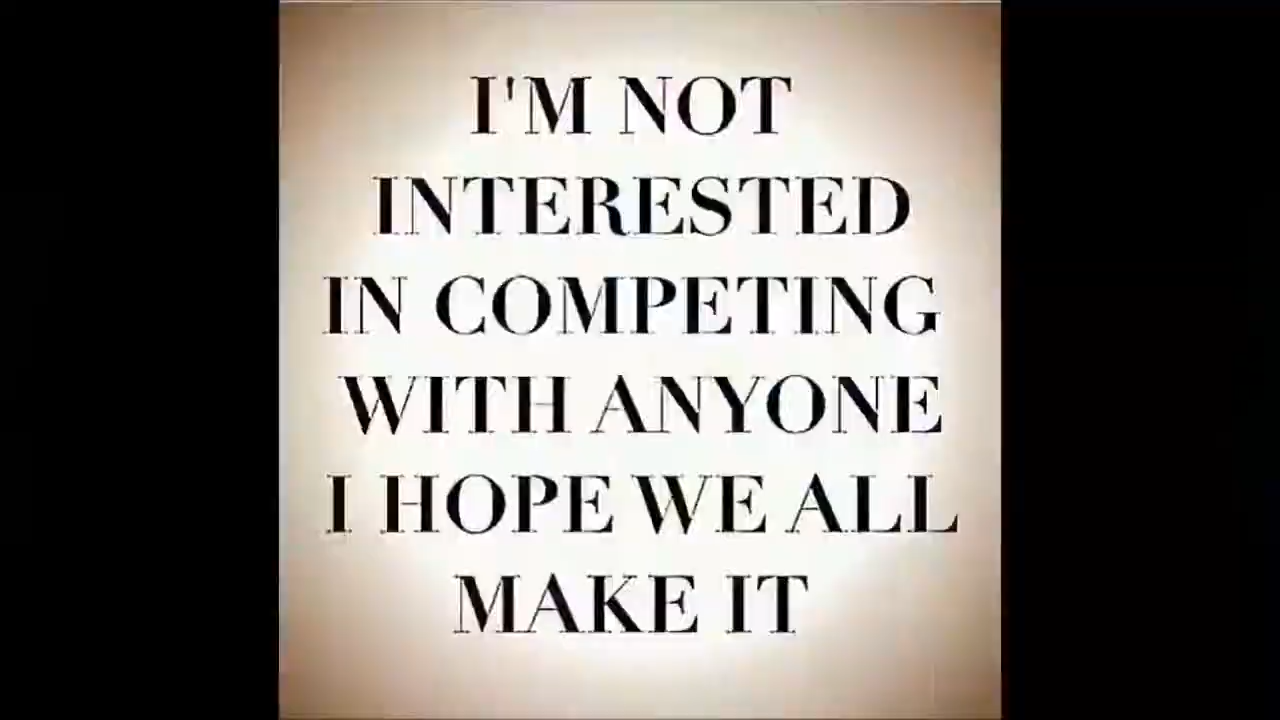 I'M NOT
INTERESTED
IN COMPETING
WITH ANYONE
I HOPE WE ALL
MAKE IT